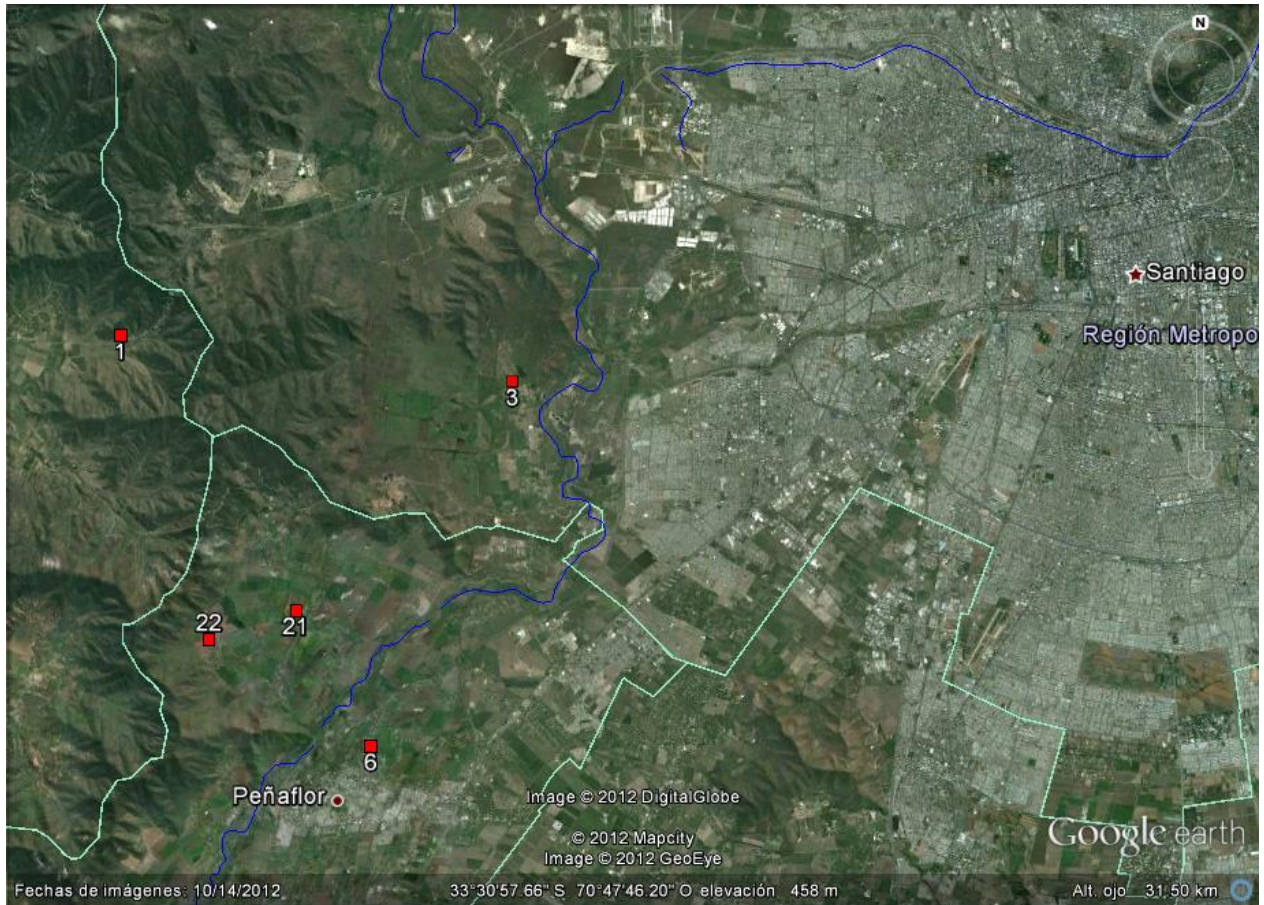 N
Santiago
Región Metropo
1
3
22
21
6
Peñaflor
Image © 2012 DigitalGlobe
© 2012 Mapcity
Image © 2012 GeoEye
Google earth
Fechas de imágenes: 10/14/2012 33°30'57.66" S 70°47'46.20" O elevación 458 m Alt. ojo 31.50 km